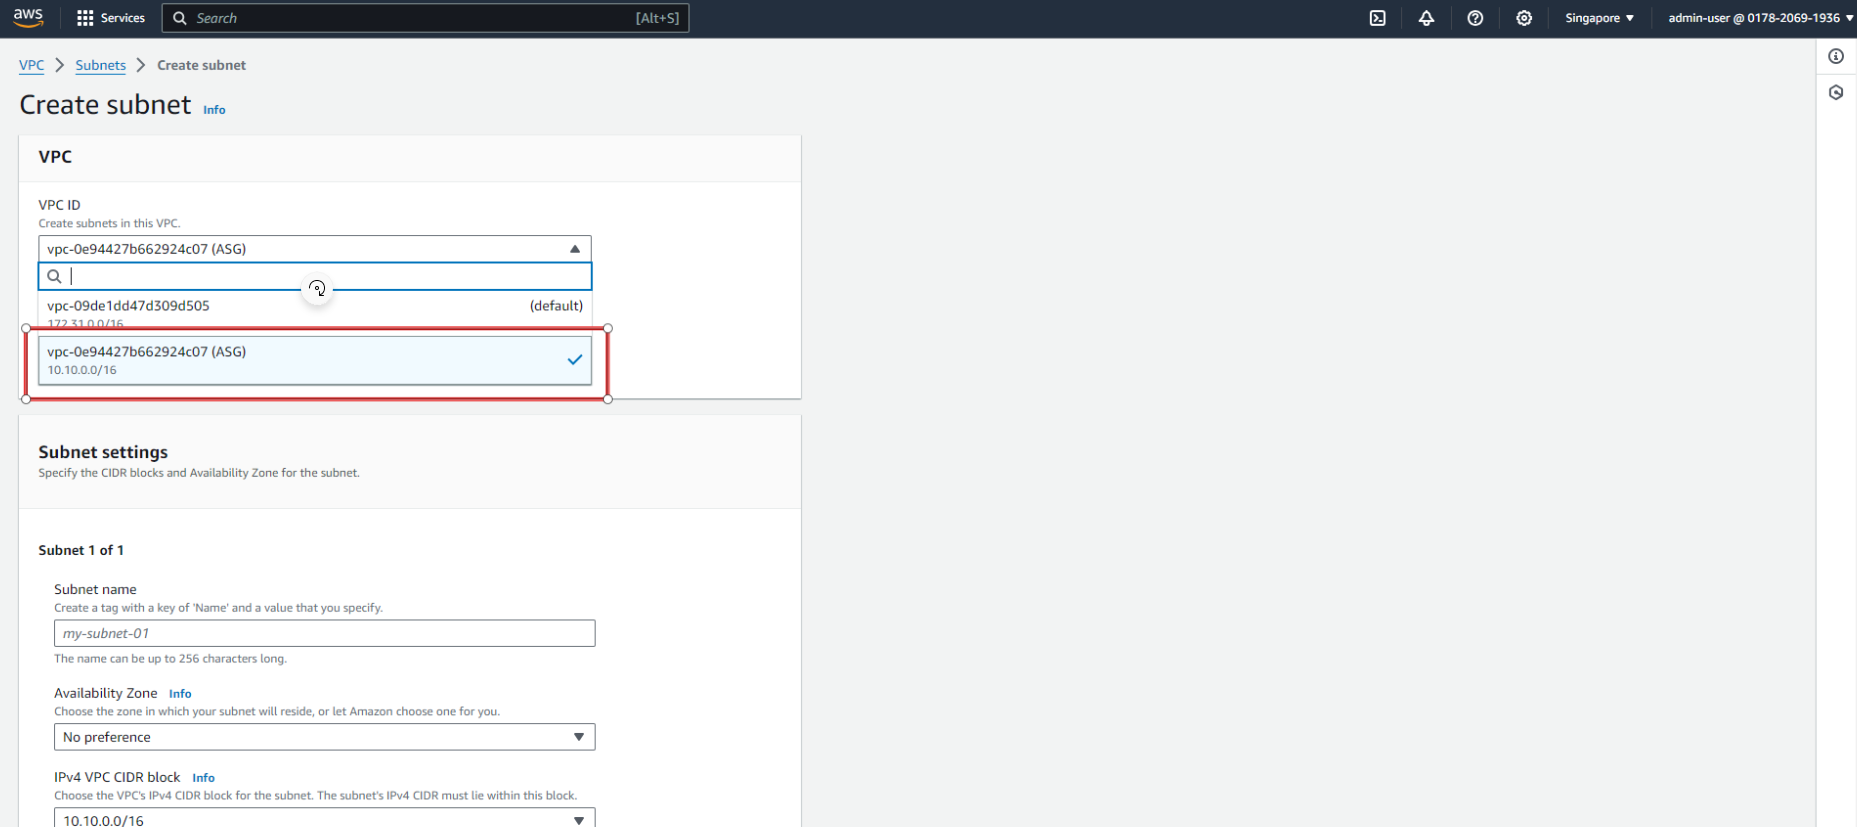 aws Services Search [Alt+S] Singapore admin-user @ 0178-2069-1936
VPC Subnets Create subnet
Create subnet Info
VPC
VPC ID
Create subnets in this VPC.
vpc-0e94427b662924c07 (ASG)
vpc-09de1dd47d309d505 (default)
172.31.0.0/16
vpc-0e94427b662924c07 (ASG)
10.10.0.0/16
Subnet settings
Specify the CIDR blocks and Availability Zone for the subnet.
Subnet 1 of 1
Subnet name
Create a tag with a key of 'Name' and a value that you specify.
my-subnet-01
The name can be up to 256 characters long.
Availability Zone Info
Choose the zone in which your subnet will reside, or let Amazon choose one for you.
No preference
IPv4 VPC CIDR block Info
Choose the VPC's IPv4 CIDR block for the subnet. The subnet's IPv4 CIDR must lie within this block.
10.10.0.0/16